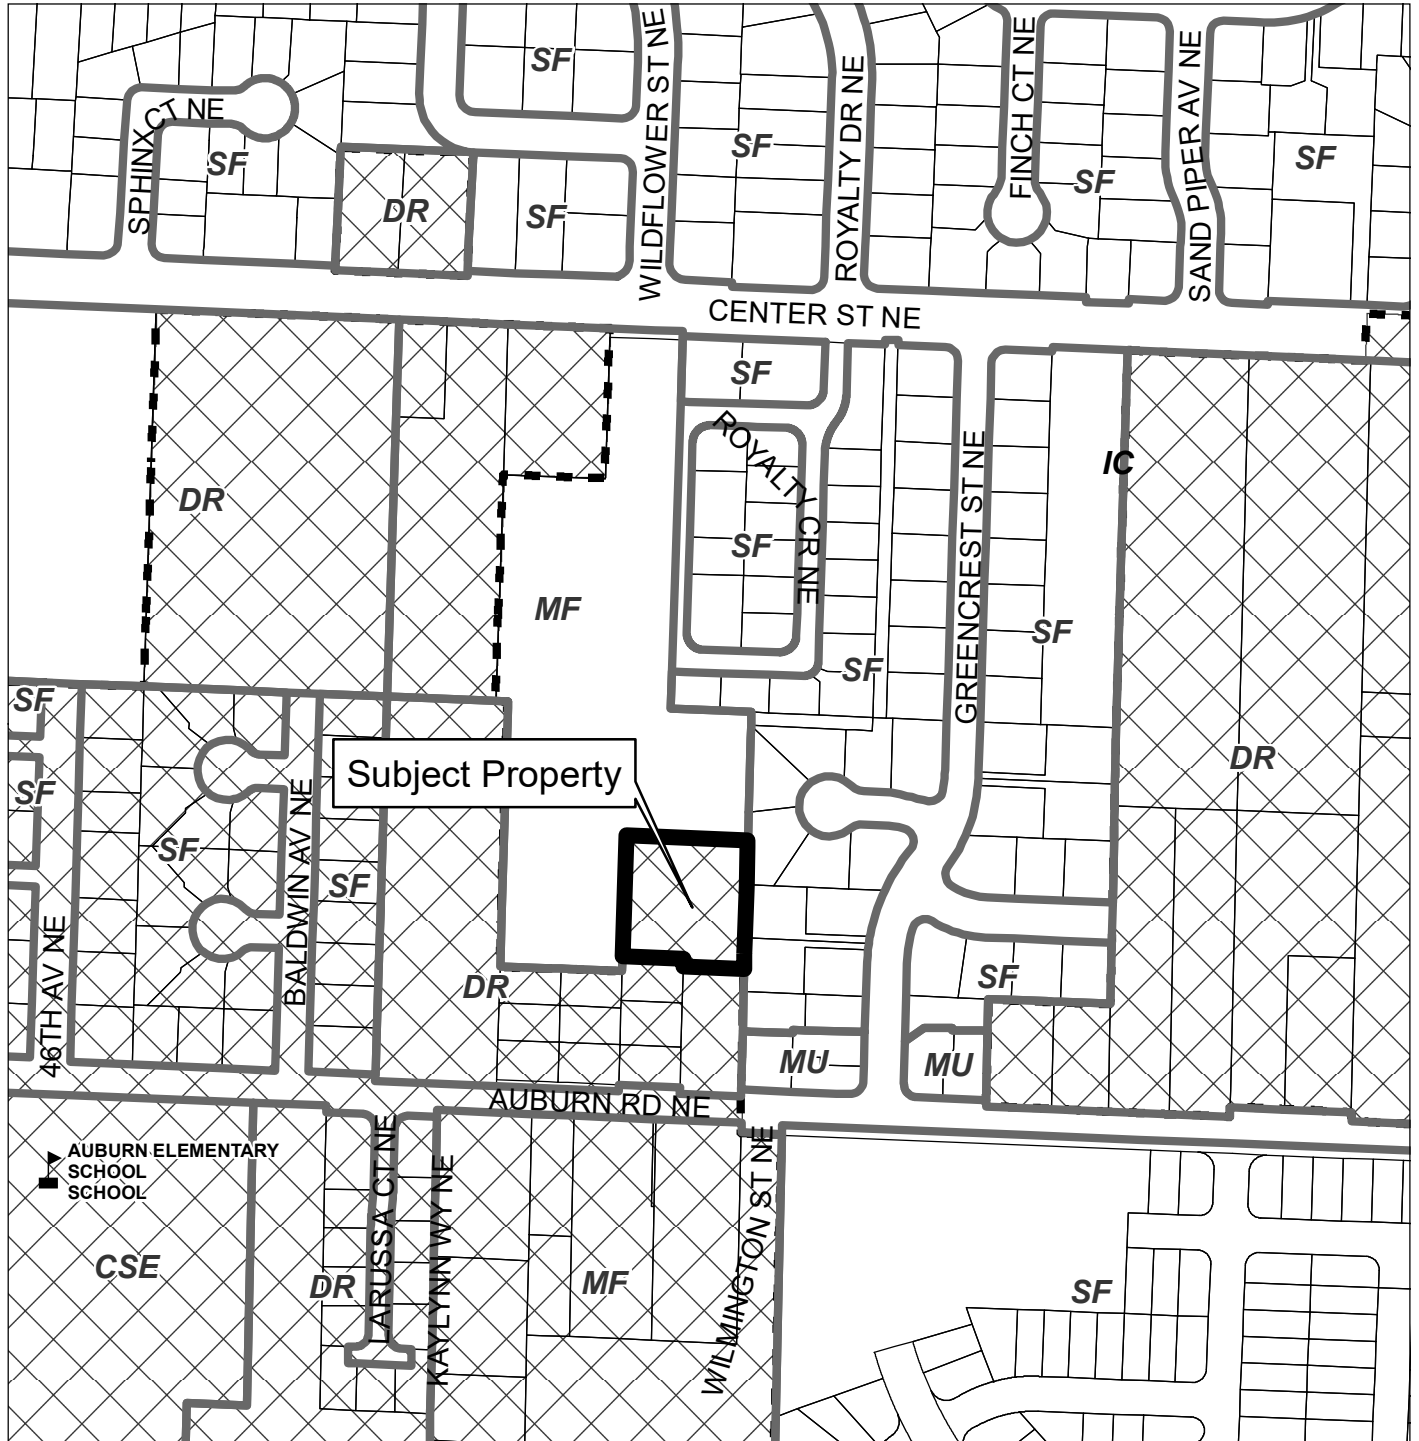 SF
WILDFLOWER ST NE
ROYALTY DR NE
FINCH CT NE
SAND PIPER AV NE
SPHINX CT NE
SF
SF
SF
SF
SF
DR
SF
CENTER ST NE
SF
ROYALTY CR NE
GREENCREST ST NE
IC
DR
SF
MF
SF
SF
SF
DR
Subject Property
SF
SF
SF
BALDWIN AV NE
46TH AV NE
DR
SF
MU
MU
AUBURN RD NE
AUBURN ELEMENTARY
SCHOOL
SCHOOL
LARUSSA CT NE
KAYLYNN WY NE
WILMINGTON ST NE
CSE
DR
MF
SF